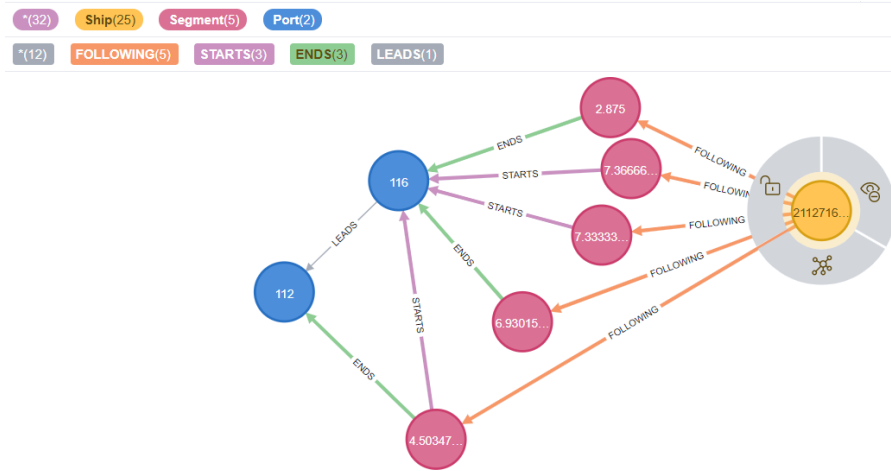 *(32) Ship(25) Segment(5) Port(2)
*(12) FOLLOWING(5) STARTS(3) ENDS(3) LEADS(1)
2.875
ENDS
FOLLOWING
116
STARTS
7.36666...
FOLLOWIN
2112716...
STARTS
7.33333...
FOLLOWING
LEADS
ENDS
FOLLOWING
112
STARTS
6.93015...
FOLLOWING
ENDS
4.50347...